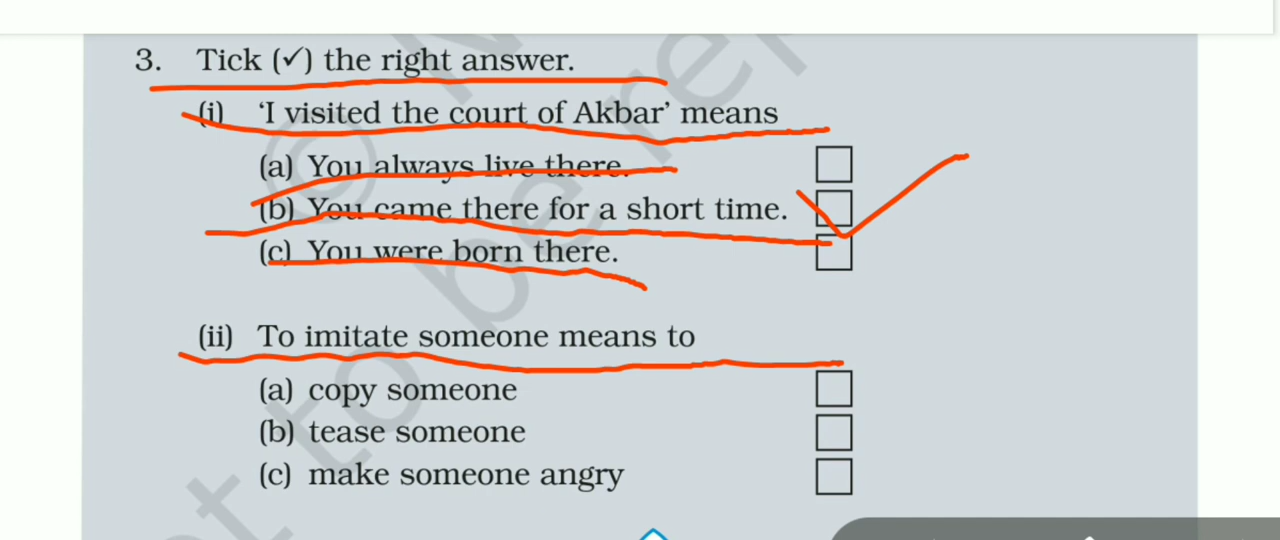 3. Tick (✓) the right answer.
(i) ‘I visited the court of Akbar’ means
(a) You always live there.
(b) You came there for a short time.
(c) You were born there.
(ii) To imitate someone means to
(a) copy someone
(b) tease someone
(c) make someone angry